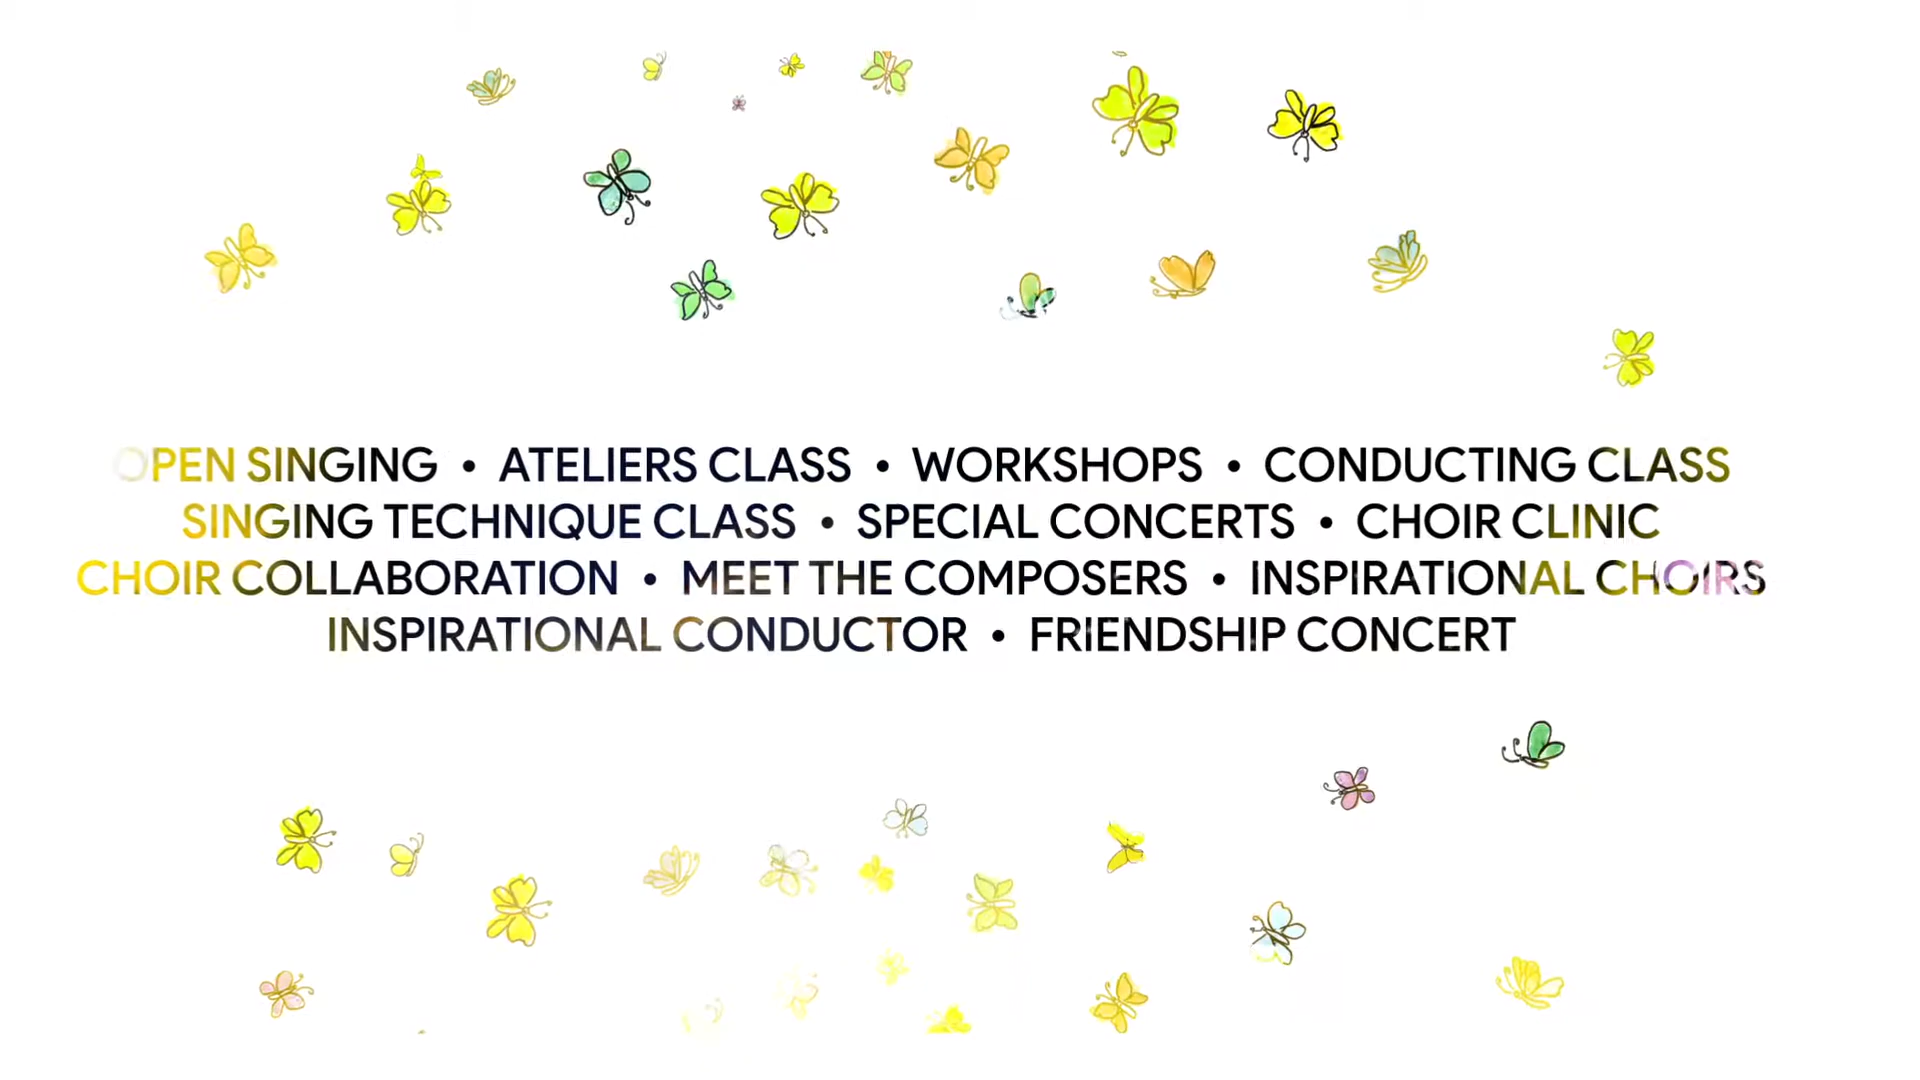 OPEN SINGING • ATELIERS CLASS • WORKSHOPS • CONDUCTING CLASS
SINGING TECHNIQUE CLASS • SPECIAL CONCERTS • CHOIR CLINIC
CHOIR COLLABORATION • MEET THE COMPOSERS • INSPIRATIONAL CHOIRS
INSPIRATIONAL CONDUCTOR • FRIENDSHIP CONCERT